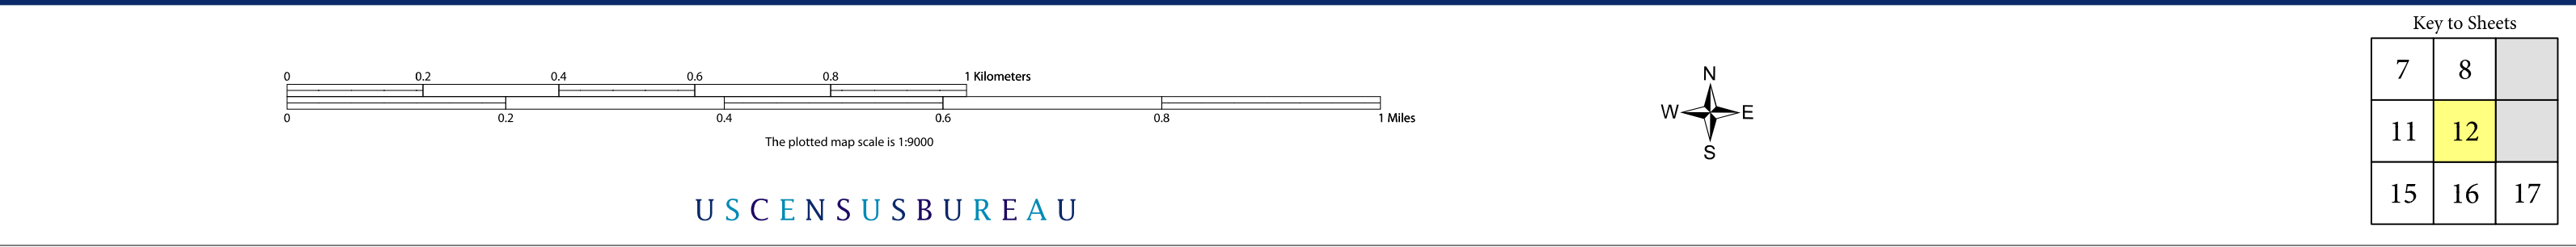 Key to Sheets
0 0.2 0.4 0.6 0.8 1 Kilometers
0 0.2 0.4 0.6 0.8 1 Miles
The plotted map scale is 1:9000
N
W E
S
7 8
11 12
15 16 17
USCENSUSBUREAU